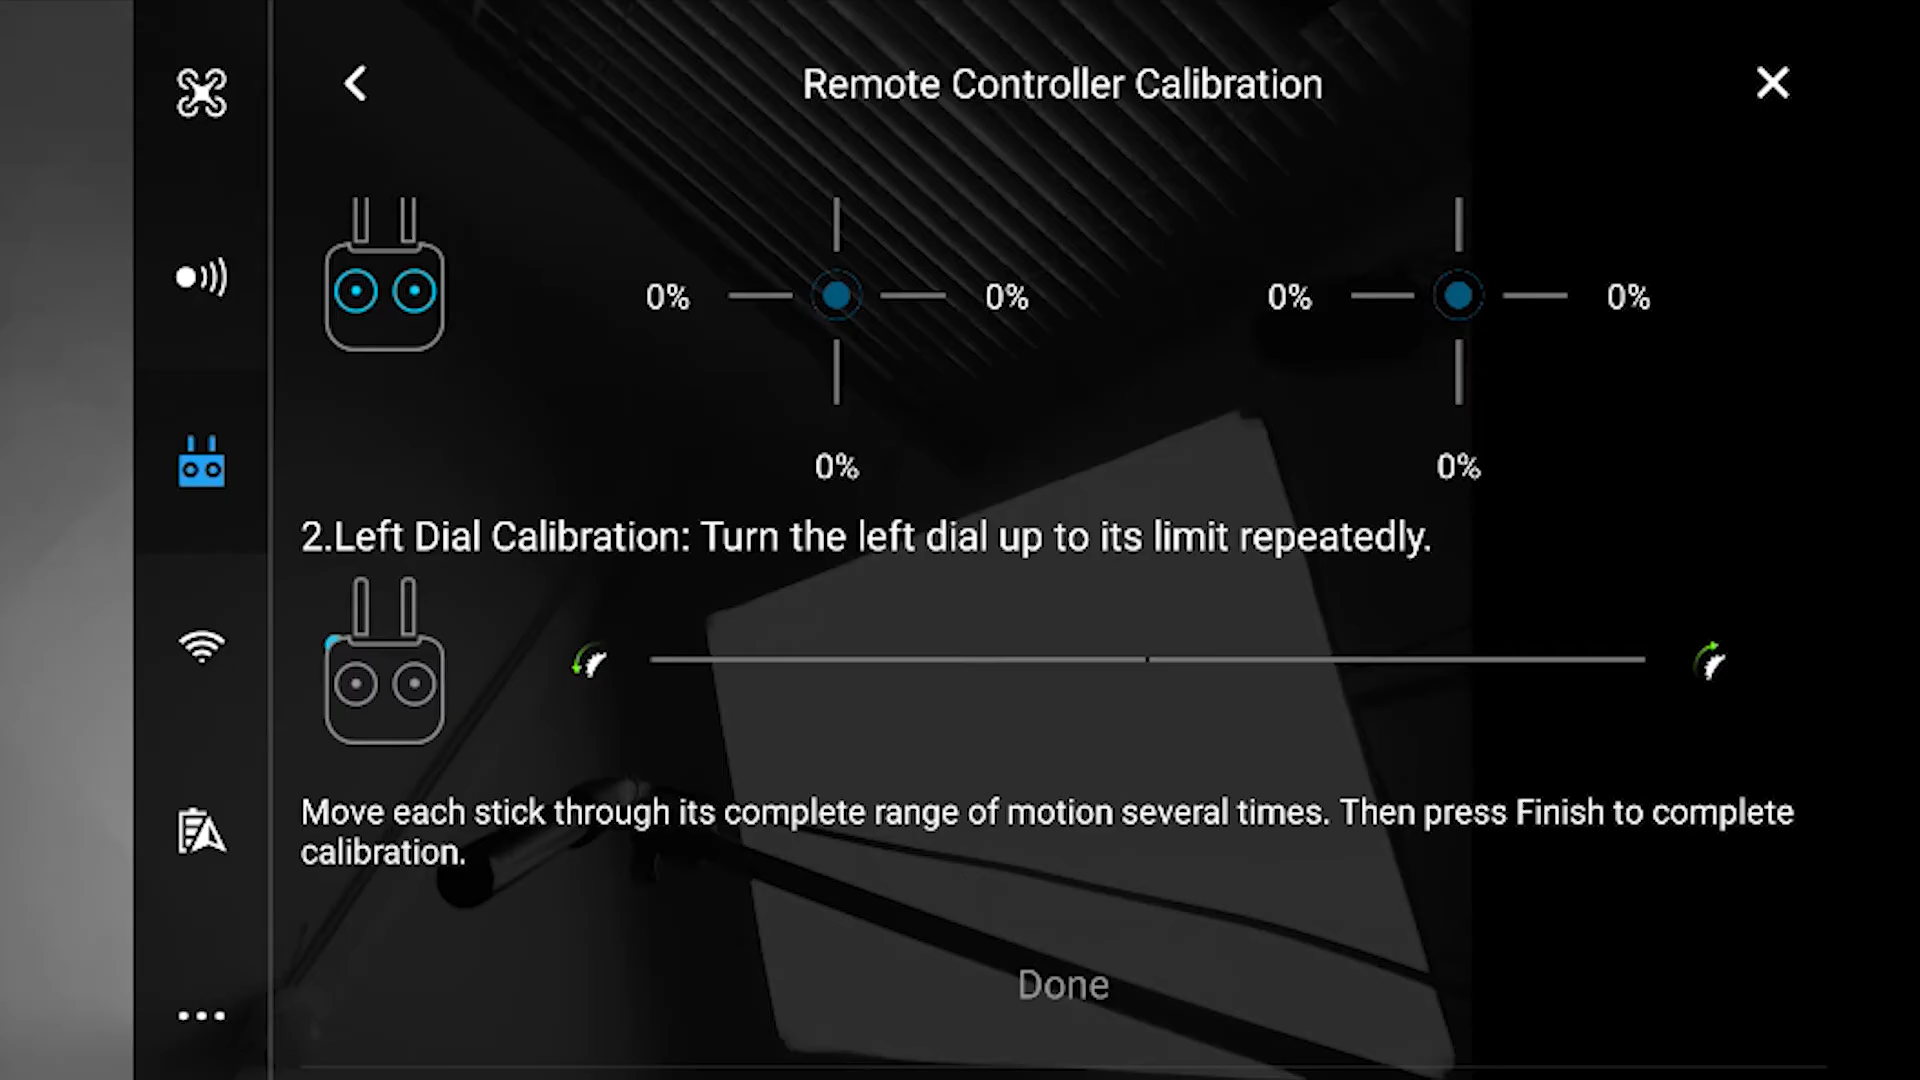 Remote Controller Calibration
0% 0% 0% 0%
0% 0%
2.Left Dial Calibration: Turn the left dial up to its limit repeatedly.
Move each stick through its complete range of motion several times. Then press Finish to complete
calibration.
Done